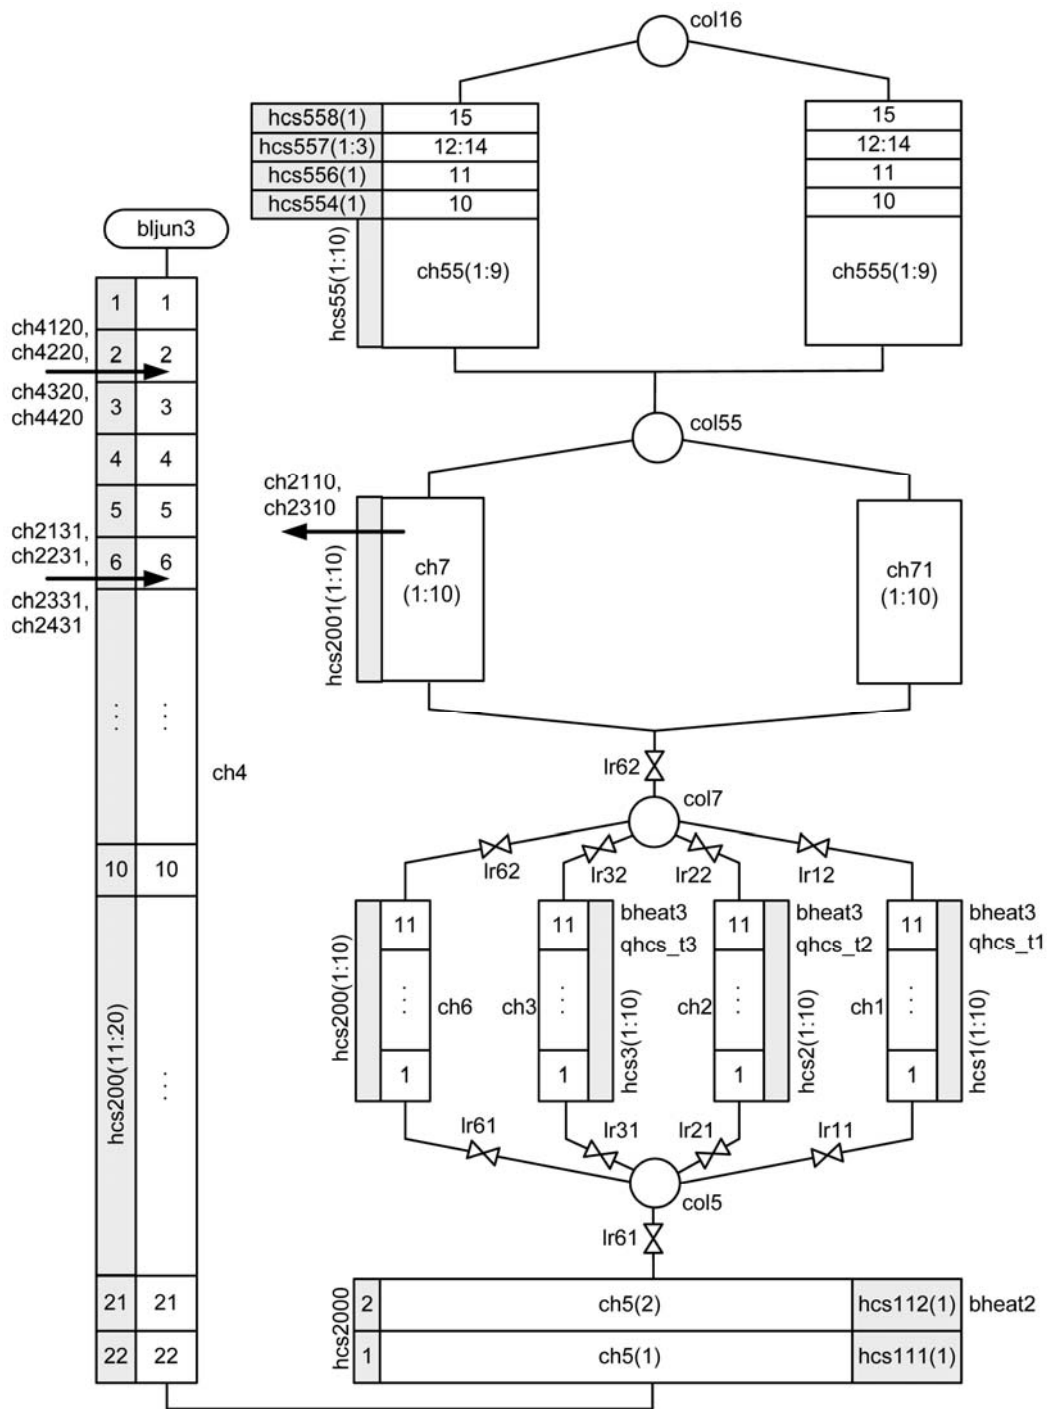 col16
hcs558(1) 15
hcs557(1:3) 12:14
hcs556(1) 11
hcs554(1) 10
hcs55(1:10)
ch55(1:9)
15
12:14
11
10
ch555(1:9)
bljun3
1 1
2 2
3 3
4 4
5 5
6 6
⋮ ⋮
10 10
hcs200(11:20)
⋮
21 21
22 22
ch4
ch4120,
ch4220,
ch4320,
ch4420
ch2131,
ch2231,
ch2331,
ch2431
col55
ch2110,
ch2310
hcs2001(1:10)
ch7
(1:10)
ch71
(1:10)
lr62
col7
lr62
lr32
lr22
lr12
hcs200(1:10)
11
⋮
1
ch6
ch3
11
⋮
1
hcs3(1:10)
bheat3
qhcs_t3
ch2
11
⋮
1
hcs2(1:10)
bheat3
qhcs_t2
ch1
11
⋮
1
hcs1(1:10)
bheat3
qhcs_t1
lr61
lr31
lr21
lr11
col5
lr61
hcs2000
2 ch5(2) hcs112(1) bheat2
1 ch5(1) hcs111(1)